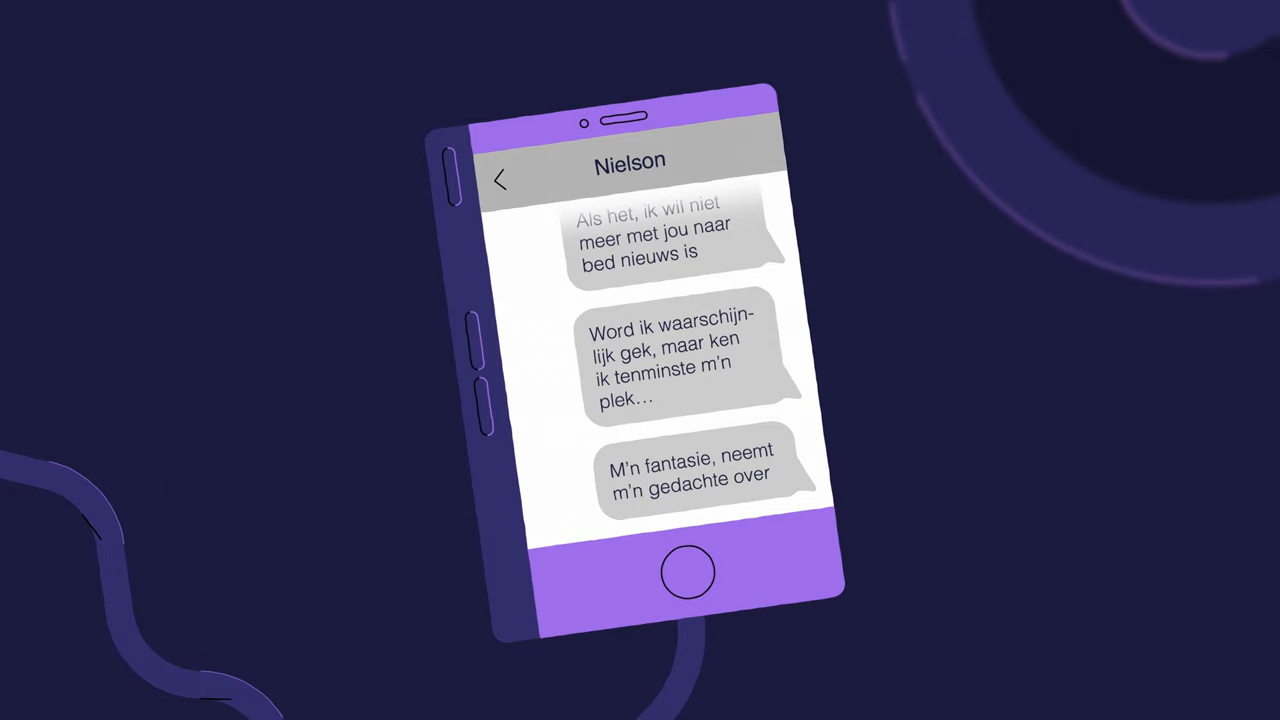 Nielson
Als het, ik wil niet
meer met jou naar
bed nieuws is
Word ik waarschijn-
lijk gek, maar ken
ik tenminste m’n
plek...
M’n fantasie, neemt
m’n gedachte over